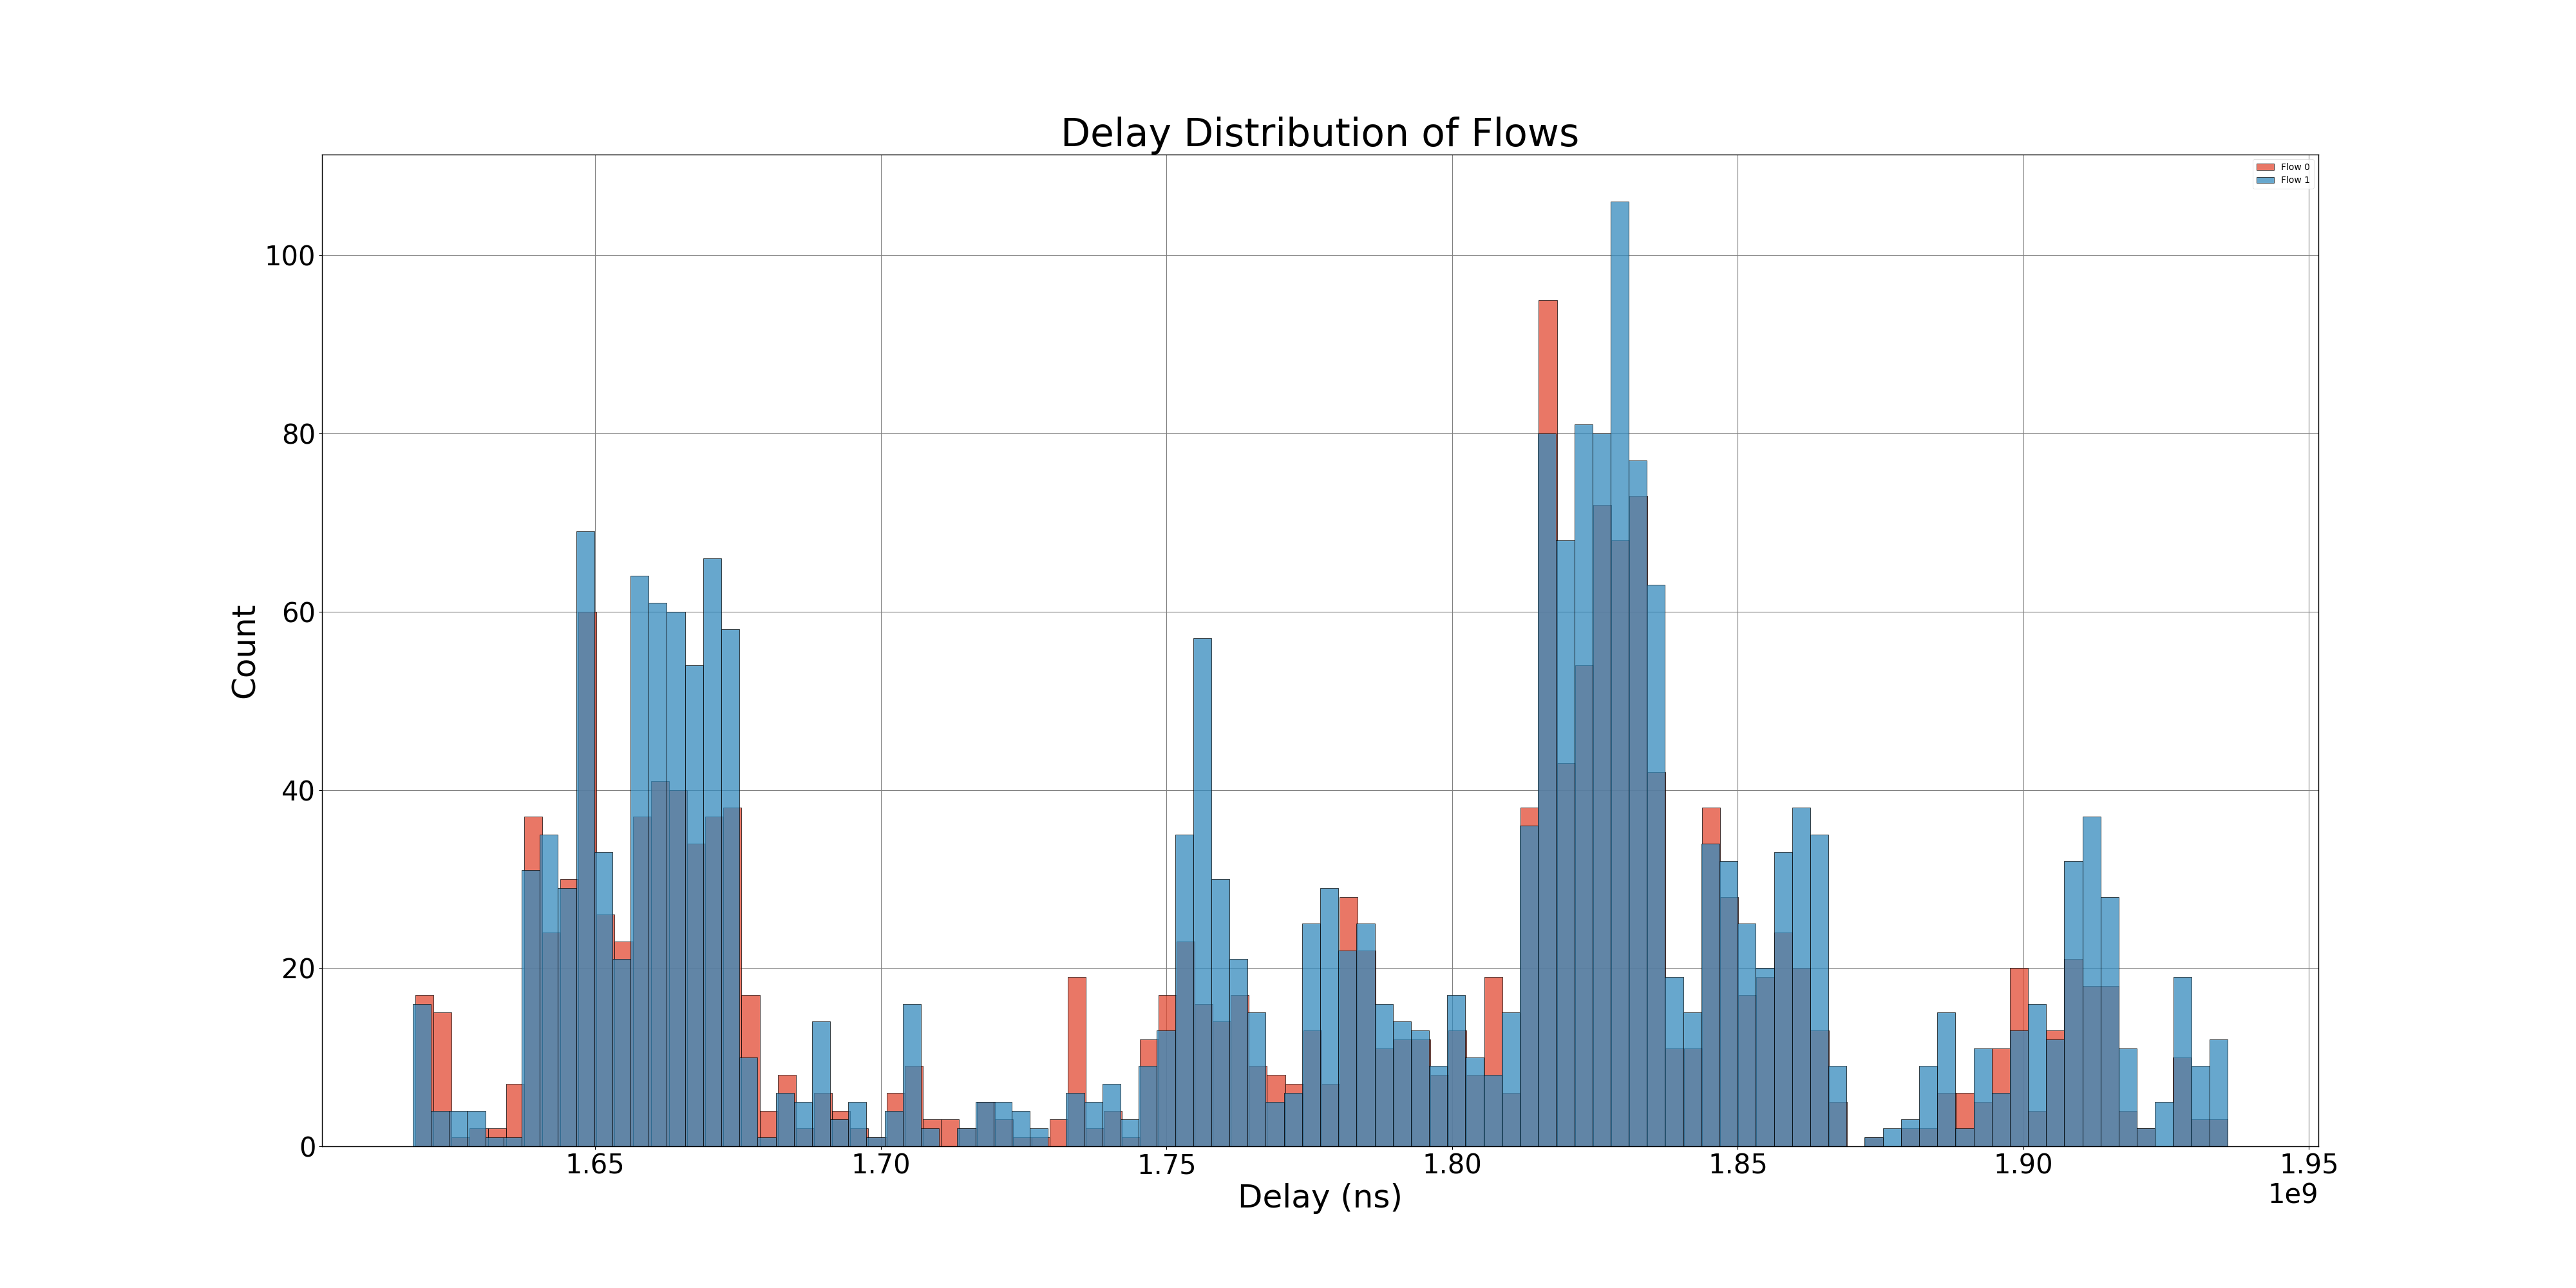 Delay Distribution of Flows
Flow 0
Flow 1
Count
100
80
60
40
20
0
1.65 1.70 1.75 1.80 1.85 1.90 1.95
1e9
Delay (ns)